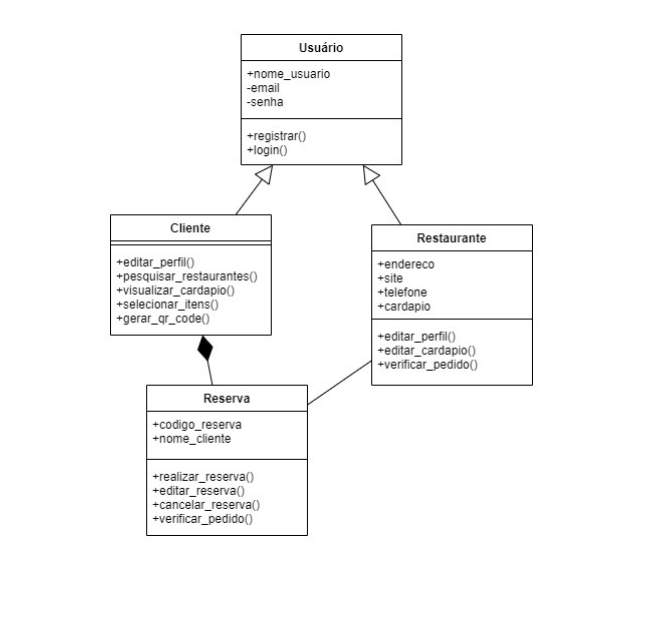 Usuário
+nome_usuario
-email
-senha
+registrar()
+login()
Cliente
+editar_perfil()
+pesquisar_restaurantes()
+visualizar_cardapio()
+selecionar_itens()
+gerar_qr_code()
Restaurante
+endereco
+site
+telefone
+cardapio
+editar_perfil()
+editar_cardapio()
+verificar_pedido()
Reserva
+codigo_reserva
+nome_cliente
+realizar_reserva()
+editar_reserva()
+cancelar_reserva()
+verificar_pedido()